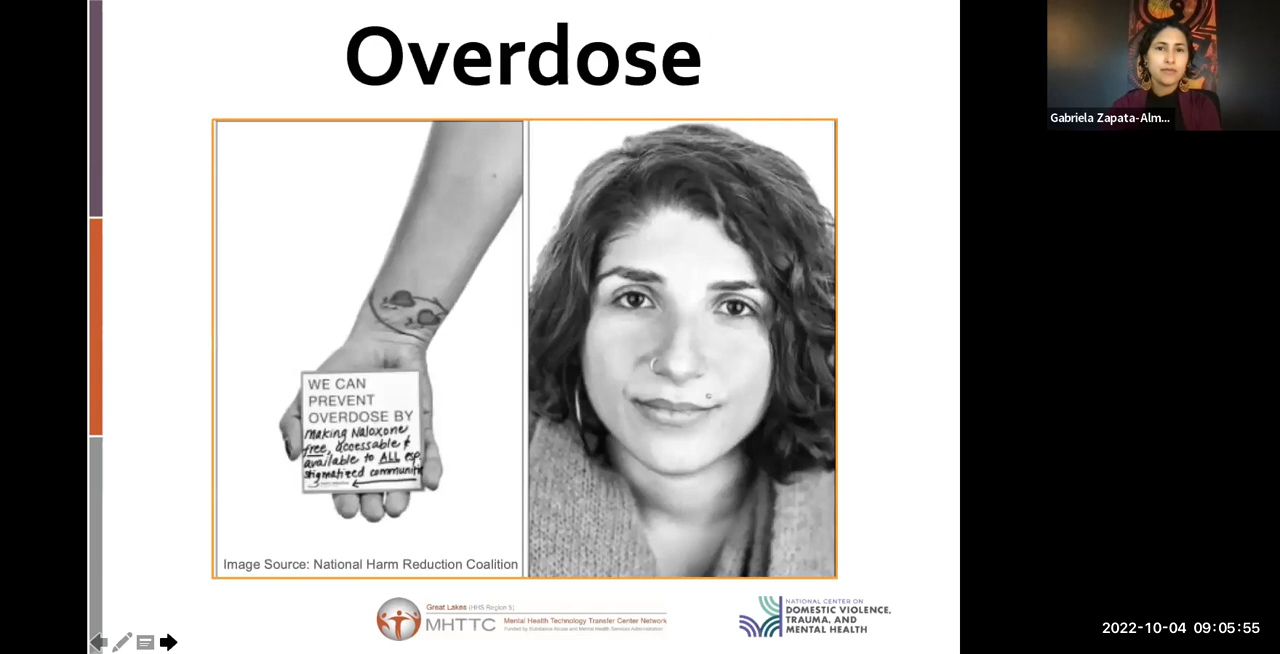 Overdose
Gabriela Zapata-Alm...
WE CAN
PREVENT
OVERDOSE BY
making Naloxone
free, accessable &
available to ALL esp.
stigmatized communit
Image Source: National Harm Reduction Coalition
Great Lakes (HHS Region 5)
MHTTC
Mental Health Technology Transfer Center Network
Funded by Substance Abuse and Mental Health Services Administration
NATIONAL CENTER ON
DOMESTIC VIOLENCE,
TRAUMA, AND
MENTAL HEALTH
2022-10-04 09:05:55